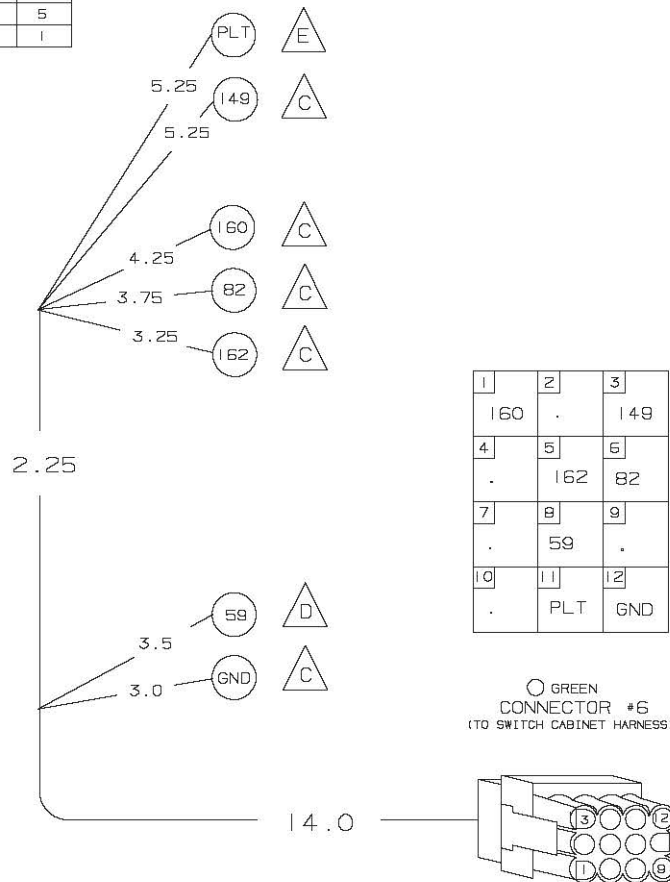 5
1
PLT E
5.25
149 C
5.25
160 C
4.25
82 C
3.75
3.25
162 C
2.25
59 D
3.5
GND C
3.0
14.0
1 2 3
160 . 149
4 5 6
. 162 82
7 8 9
. 59 .
10 11 12
. PLT GND
GREEN
CONNECTOR #6
(TO SWITCH CABINET HARNESS
3 12
1 9